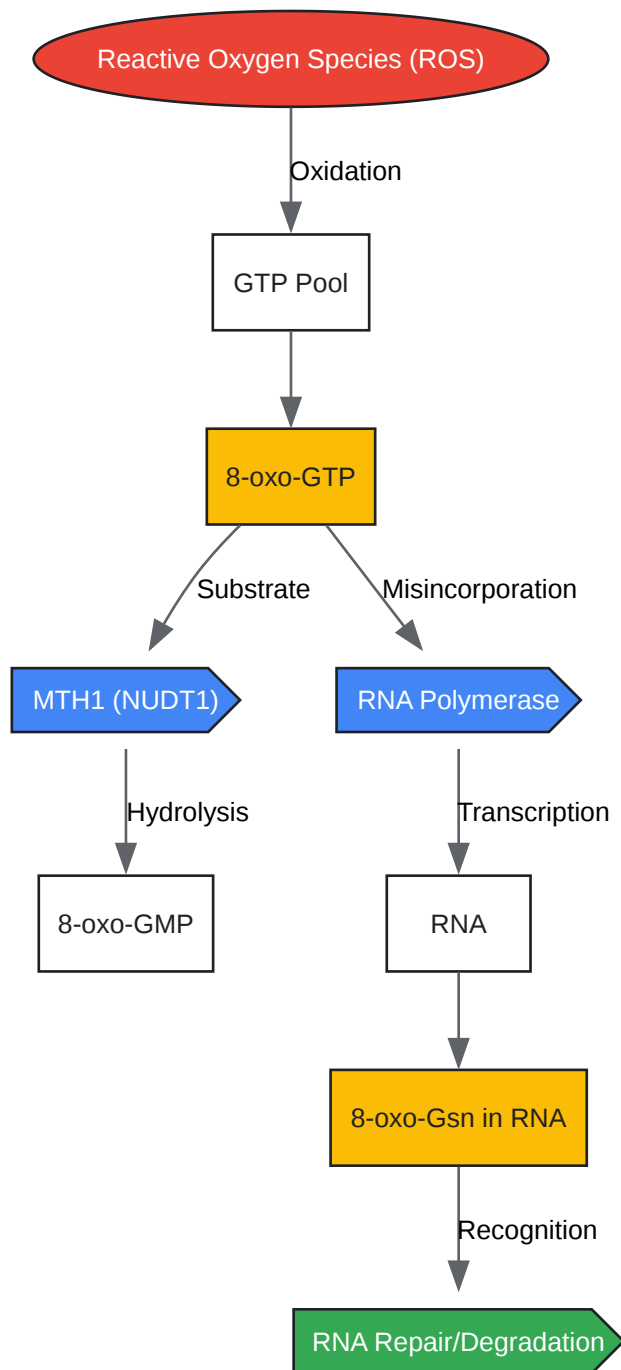 Reactive Oxygen Species (ROS)
Oxidation
GTP Pool
8-oxo-GTP
Substrate
Misincorporation
MTH1 (NUDT1)
RNA Polymerase
Hydrolysis
Transcription
8-oxo-GMP
RNA
8-oxo-Gsn in RNA
Recognition
RNA Repair/Degradation